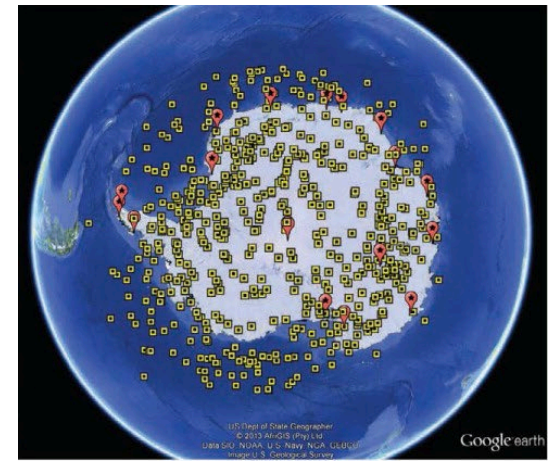 US Dept of State Geographer
© 2013 AfriGIS (Pty) Ltd.
Data SIO, NOAA, U.S. Navy, NGA, GEBCO
Image U.S. Geological Survey
Google earth